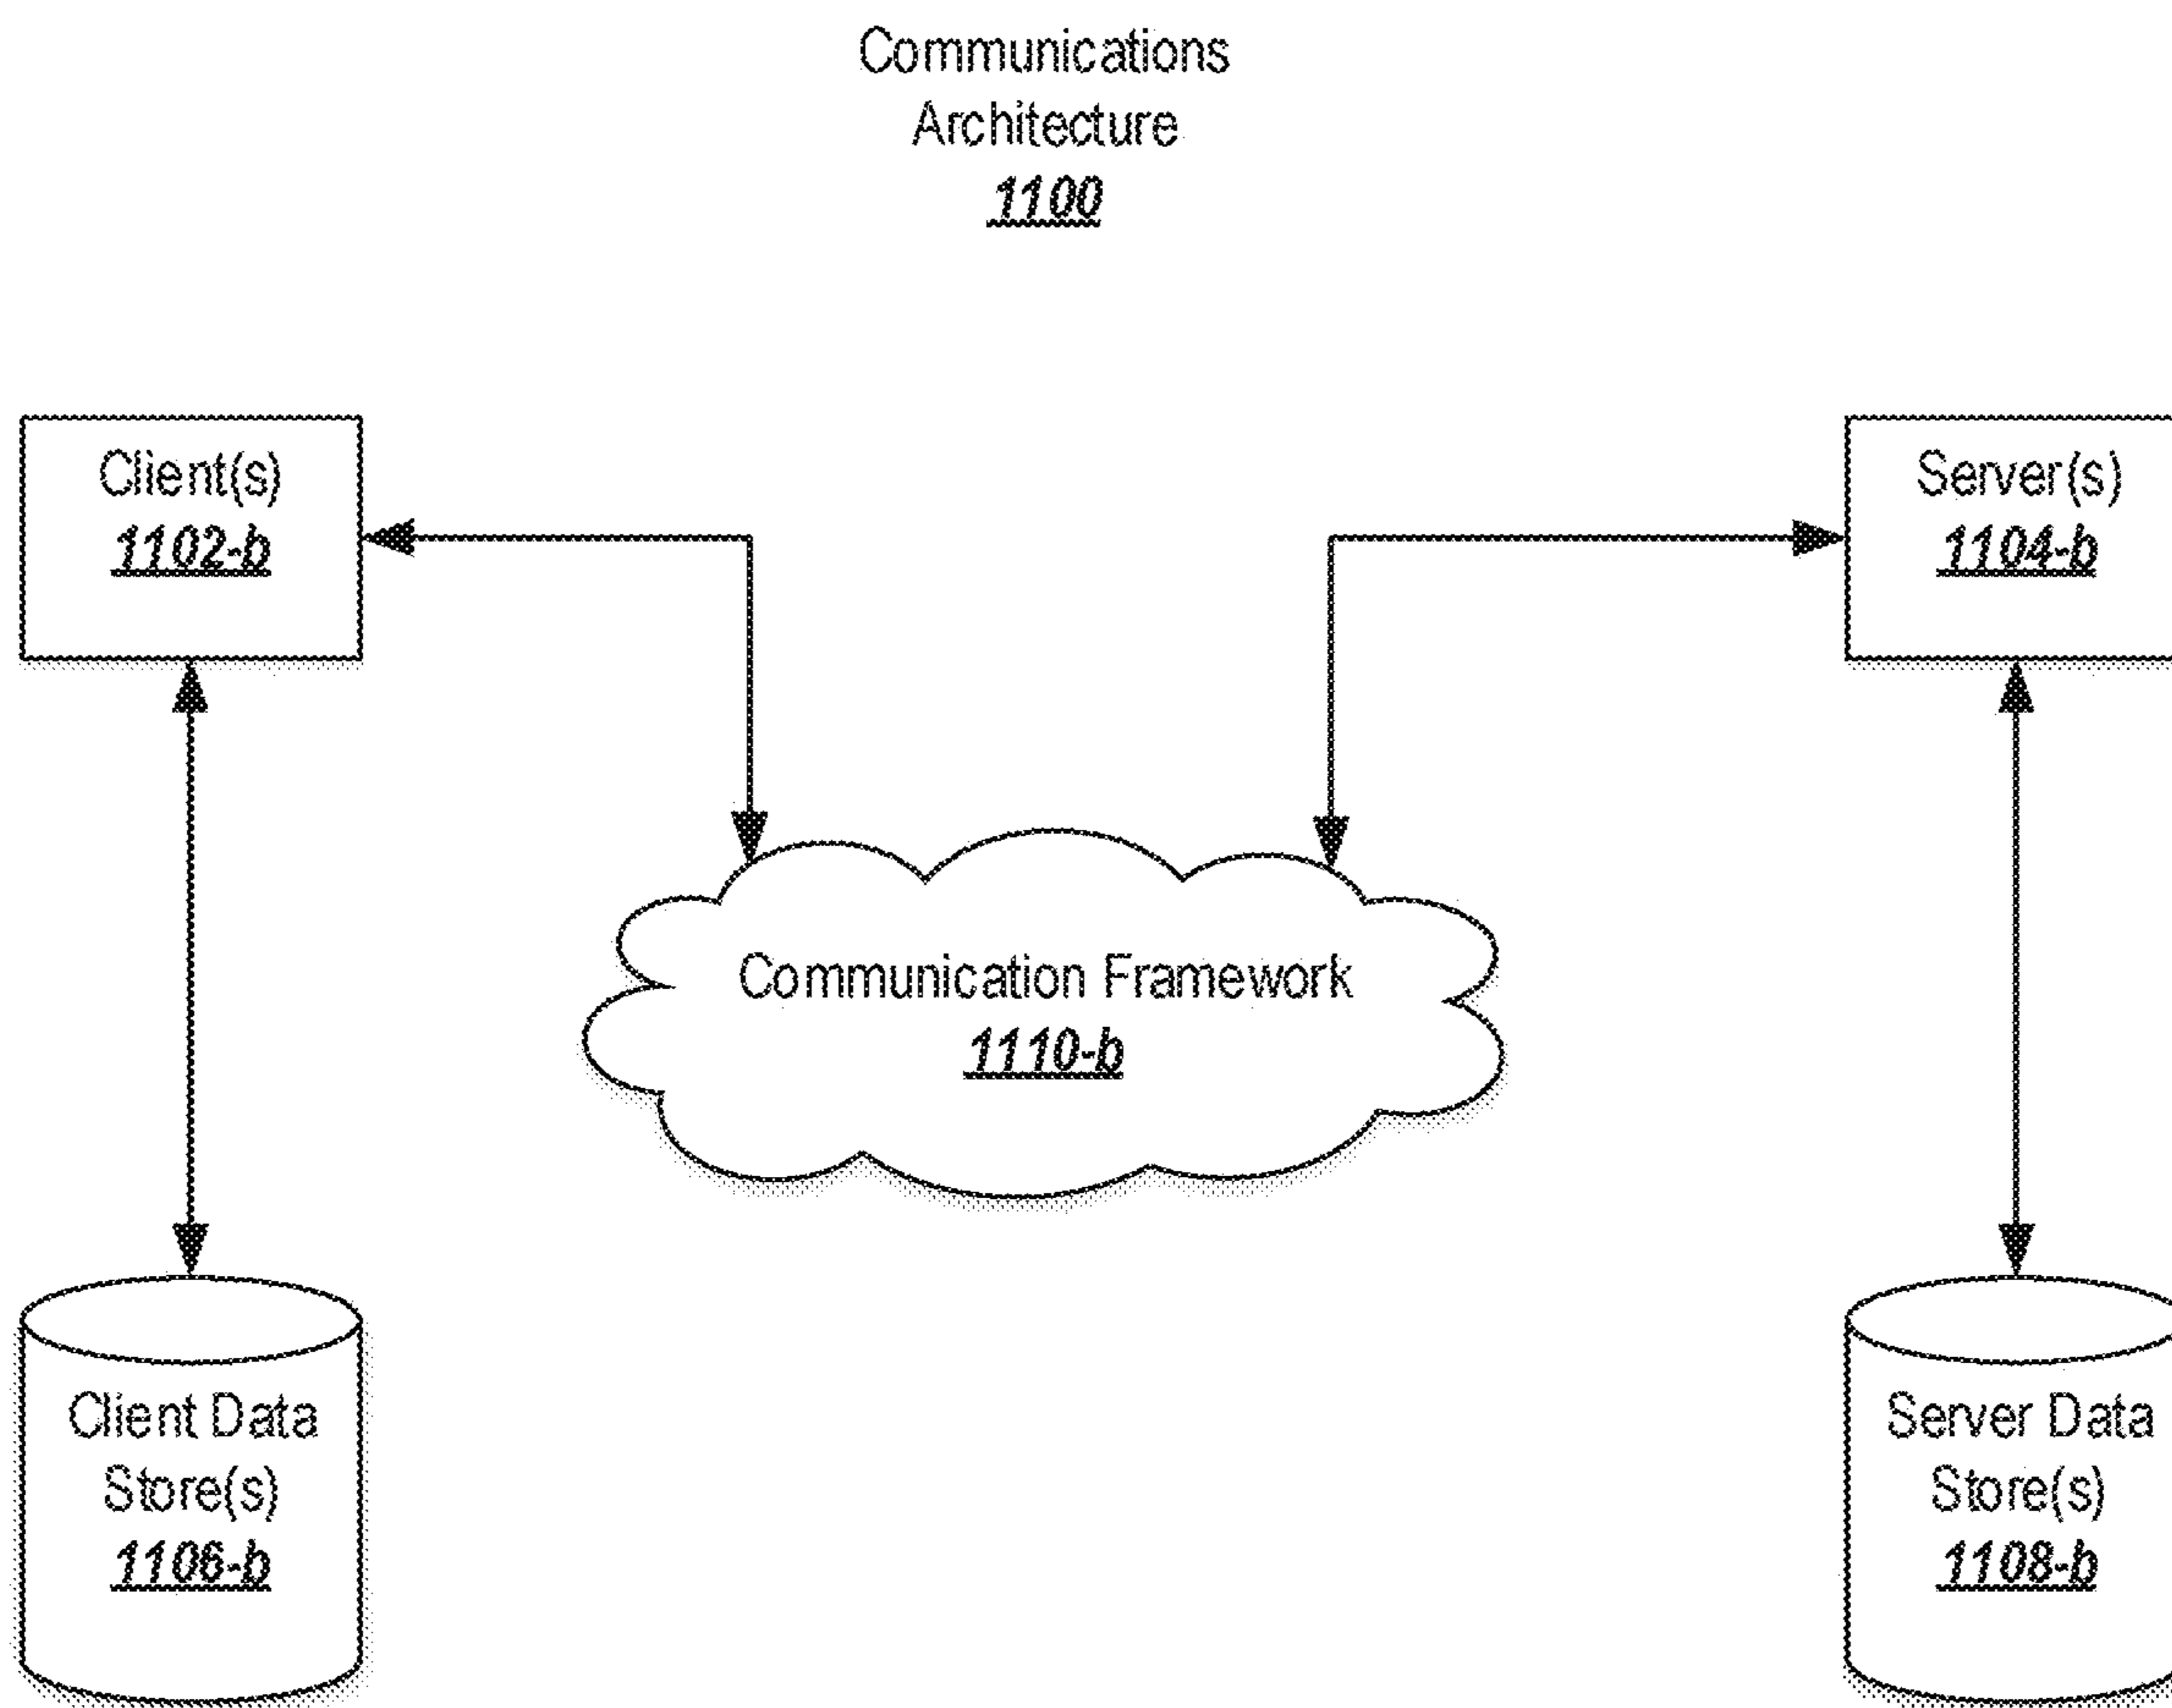 Communications
Architecture
1100
Client(s)
1102-b
Server(s)
1104-b
Communication Framework
1110-b
Client Data
Store(s)
1106-b
Server Data
Store(s)
1108-b